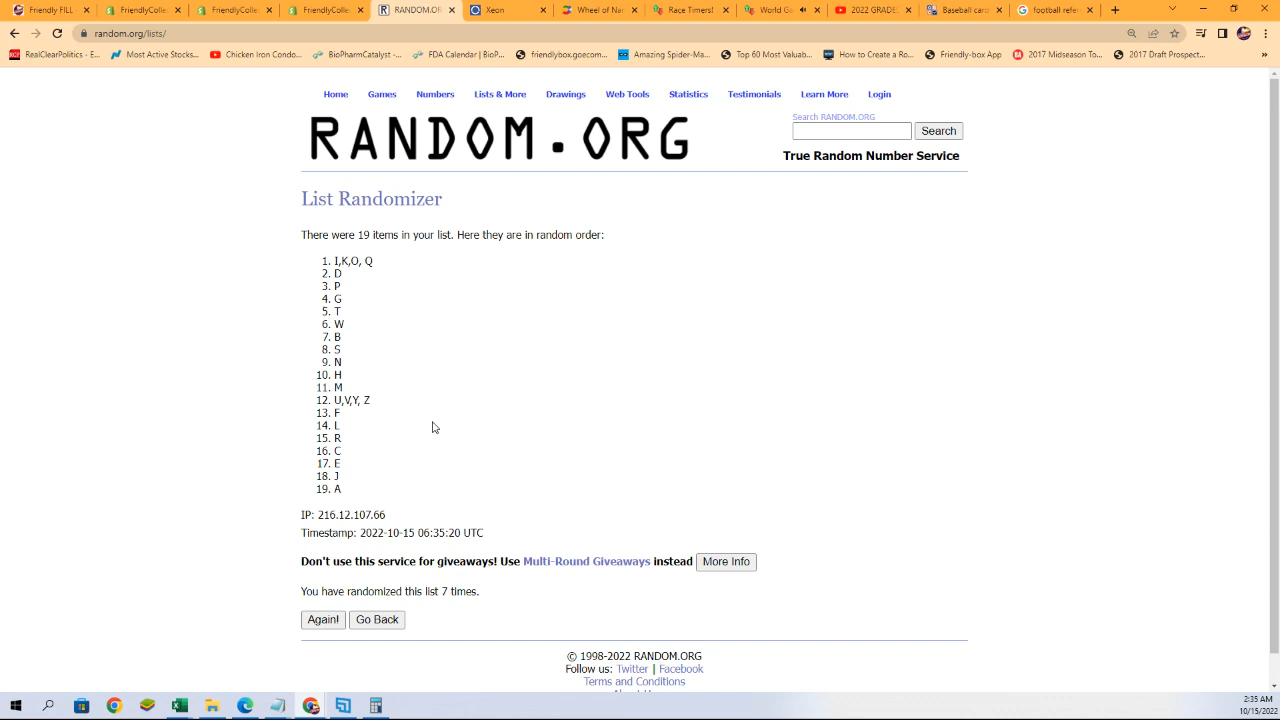 Friendly FILL
FriendlyColle
FriendlyColle
FriendlyColle
RANDOM.OR
Xeon
Wheel of Nar
Race Times!
World Ga
2022 GRADE
Baseball car
football refer
random.org/lists/
RealClearPolitics - E...
Most Active Stocks...
Chicken Iron Condo...
BioPharmCatalyst -...
FDA Calendar | BioP...
friendlybox.goecom...
Amazing Spider-Ma...
Top 60 Most Valuab...
How to Create a Ro...
Friendly-box App
2017 Midseason To...
2017 Draft Prospect...
Home Games Numbers Lists & More Drawings Web Tools Statistics Testimonials Learn More Login
RANDOM.ORG
Search RANDOM.ORG
Search
True Random Number Service
List Randomizer
There were 19 items in your list. Here they are in random order:
1. I,K,O, Q
2. D
3. P
4. G
5. T
6. W
7. B
8. S
9. N
10. H
11. M
12. U,V,Y, Z
13. F
14. L
15. R
16. C
17. E
18. J
19. A
IP: 216.12.107.66
Timestamp: 2022-10-15 06:35:20 UTC
Don't use this service for giveaways! Use Multi-Round Giveaways instead More Info
You have randomized this list 7 times.
Again! Go Back
© 1998-2022 RANDOM.ORG
Follow us: Twitter | Facebook
Terms and Conditions
2:35 AM
10/15/2022